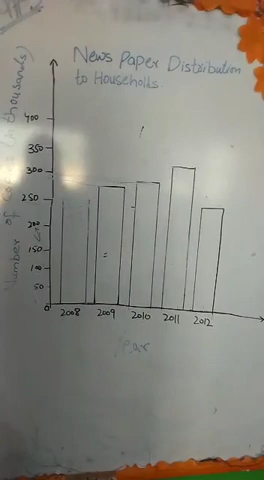 News Paper Distribution
to Households
Number of
(in thousands)
400
350
300
250
200
150
50
0
2008 2009 2010 2011 2012
Year